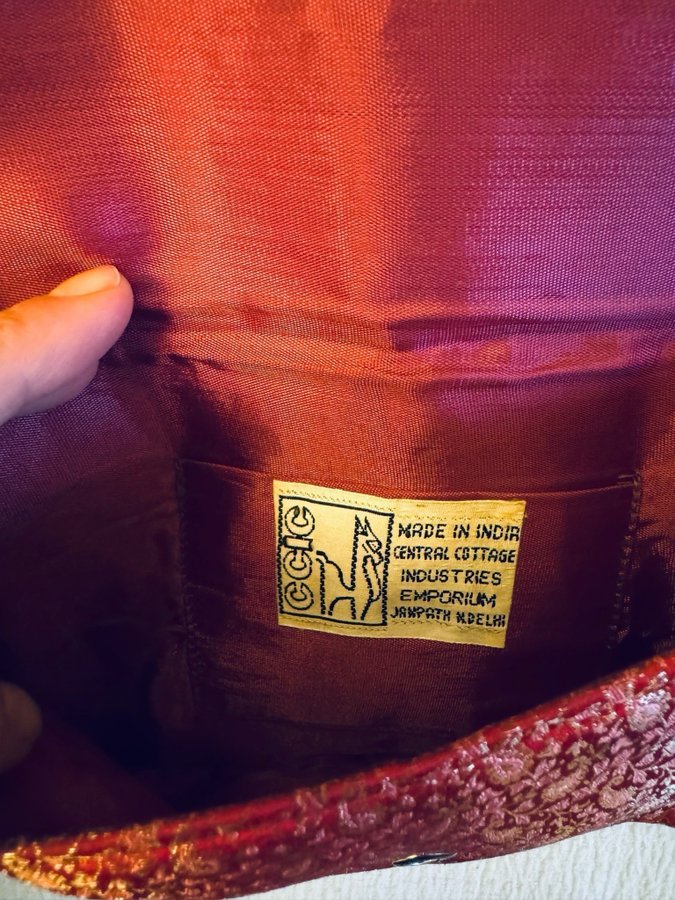 CCIC
MADE IN INDIA
CENTRAL COTTAGE
INDUSTRIES
EMPORIUM
JANPATH N.DELHI